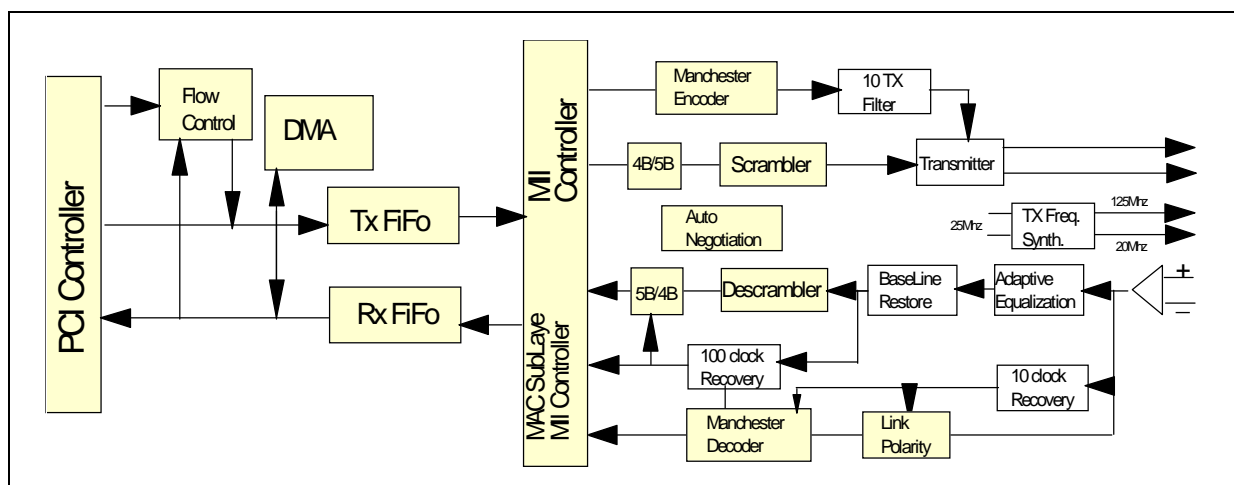 PCI Controller
Flow
Control
DMA
Tx FiFo
Rx FiFo
MII
Controller
MAC SubLaye
MII Controller
Manchester
Encoder
10 TX
Filter
4B/5B
Scrambler
Transmitter
Auto
Negotiation
25Mhz
TX Freq.
Synth.
125Mhz
20Mhz
5B/4B
Descrambler
BaseLine
Restore
Adaptive
Equalization
+
−
100 clock
Recovery
10 clock
Recovery
Manchester
Decoder
Link
Polarity